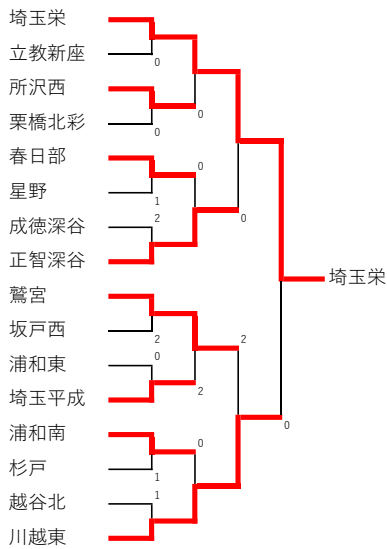 埼玉栄
立教新座
0
所沢西
0
栗橋北彩
0
春日部
0
星野
1
成徳深谷
2
0
正智深谷
埼玉栄
鷲宮
坂戸西
2
2
浦和東
0
埼玉平成
2
浦和南
0
0
杉戸
1
越谷北
1
川越東